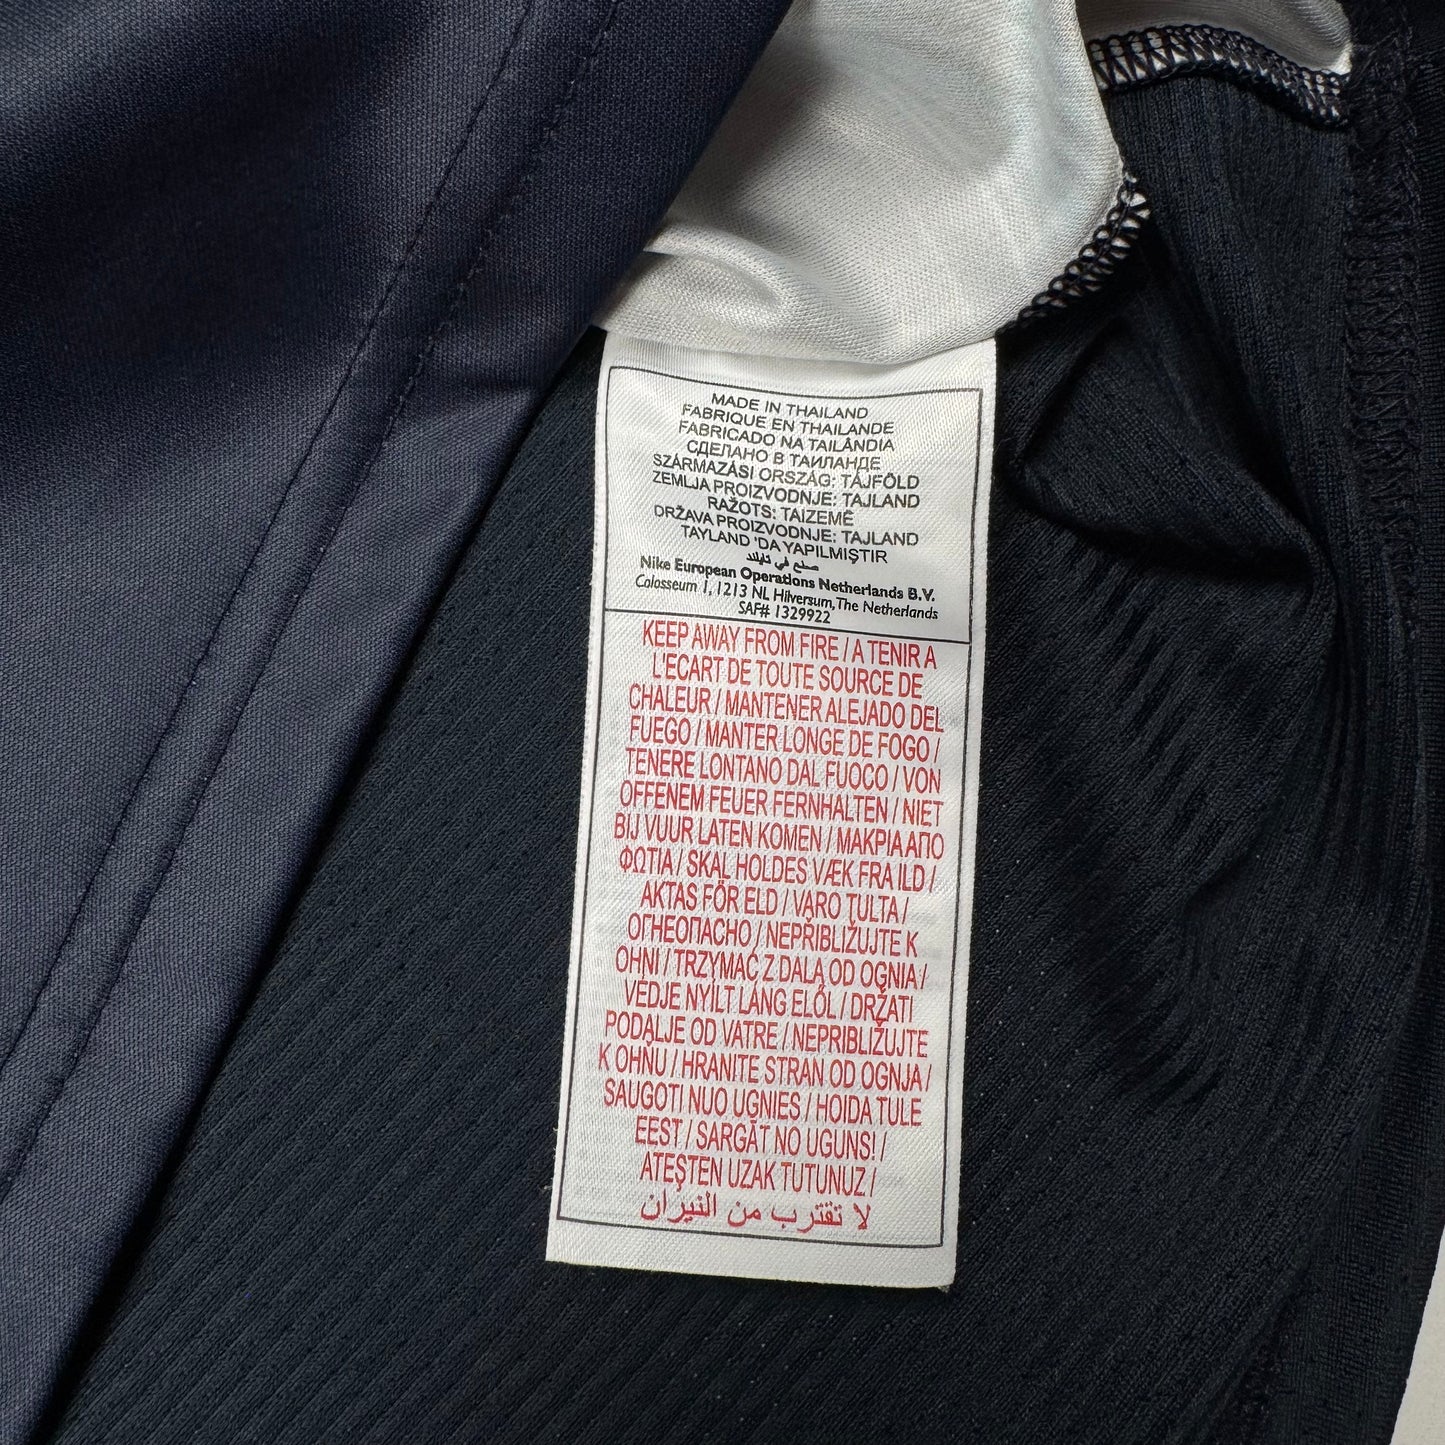 MADE IN THAILAND
FABRIQUE EN THAILANDE
FABRICADO NA TAILÂNDIA
СДЕЛАНО В ТАИЛАНДЕ
SZÁRMAZÁSI ORSZÁG: TÁJFÖLD
ZEMLJA PROIZVODNJE: TAJLAND
RAŽOTS: TAIZEMĒ
DRŽAVA PROIZVODNJE: TAJLAND
TAYLAND 'DA YAPILMIŞTIR
صنع في تايلاند
Nike European Operations Netherlands B.V.
Colosseum 1, 1213 NL Hilversum, The Netherlands
SAF# 1329922
KEEP AWAY FROM FIRE / A TENIR A
L'ECART DE TOUTE SOURCE DE
CHALEUR / MANTENER ALEJADO DEL
FUEGO / MANTER LONGE DE FOGO /
TENERE LONTANO DAL FUOCO / VON
OFFENEM FEUER FERNHALTEN / NIET
BIJ VUUR LATEN KOMEN / ΜΑΚΡΙΑ ΑΠΟ
ΦΩΤΙΑ / SKAL HOLDES VÆK FRA ILD /
AKTAS FÖR ELD / VARO TULTA /
ОГНЕОПАСНО / NEPŘIBLIŽUJTE K
OHNI / TRZYMAĆ Z DALA OD OGNIA /
VÉDJE NYÍLT LÁNG ELŐL / DRŽATI
PODALJE OD VATRE / NEPRIBLIŽUJTE
K OHŇU / HRANITE STRAN OD OGNJA /
SAUGOTI NUO UGNIES / HOIDA TULE
EEST / SARGĀT NO UGUNS! /
ATEŞTEN UZAK TUTUNUZ /
لا تقترب من النيران